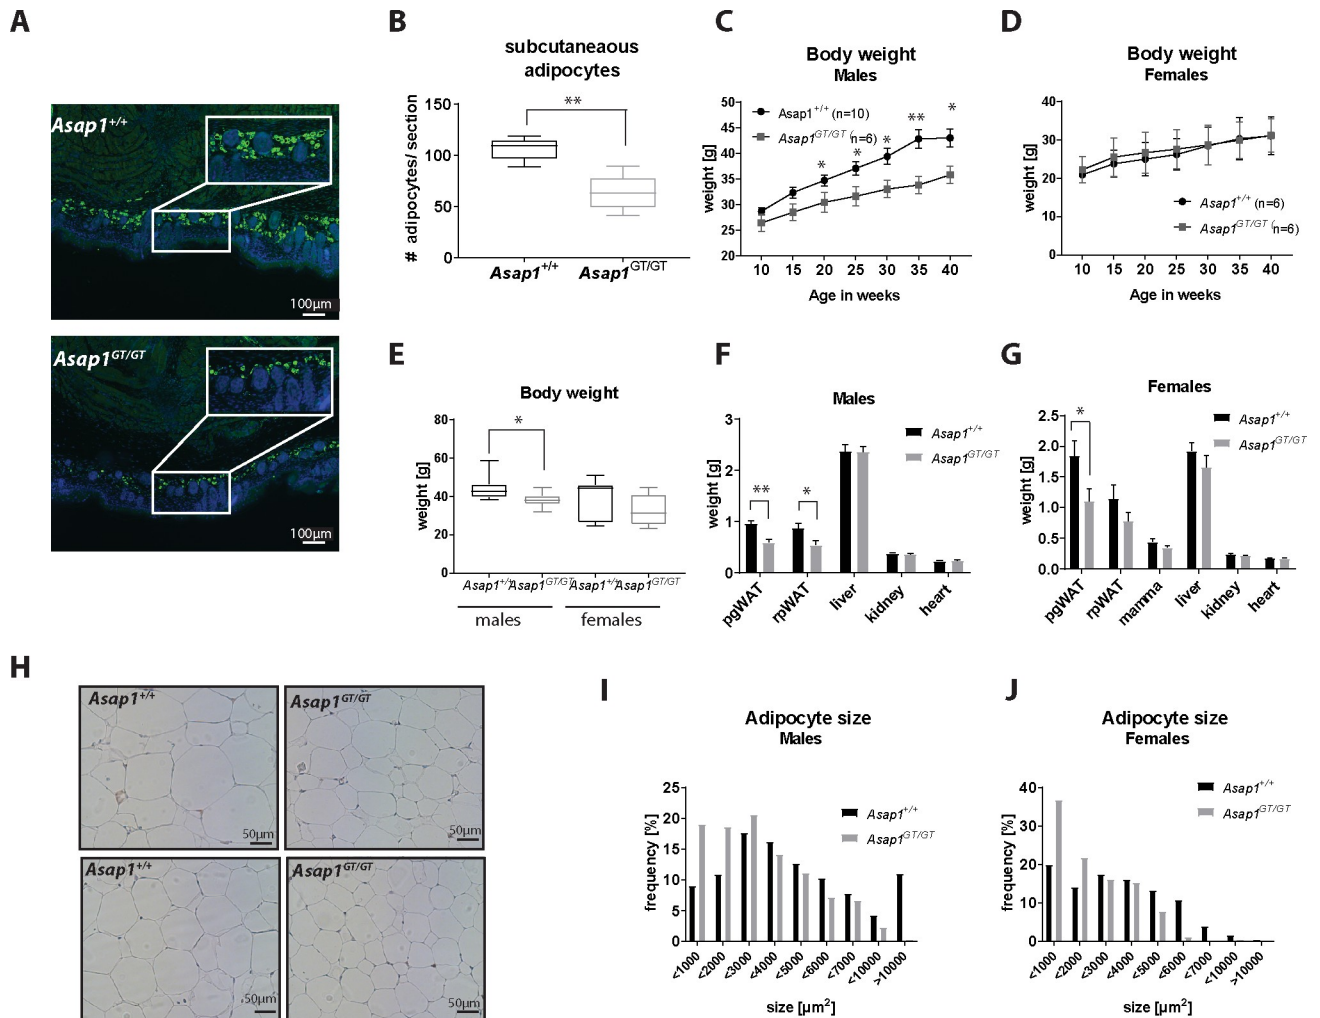 A
Asap1+/+
100µm
Asap1GT/GT
100µm
B
subcutaneaous
adipocytes
**
# adipocytes/ section
150
100
50
0
Asap1+/+
Asap1GT/GT
C
Body weight
Males
Asap1+/+ (n=10)
Asap1GT/GT (n=6)
weight [g]
50
45
40
35
30
25
20
* * * ** *
10 15 20 25 30 35 40
Age in weeks
D
Body weight
Females
weight [g]
40
30
20
10
0
Asap1+/+ (n=6)
Asap1GT/GT (n=6)
10 15 20 25 30 35 40
Age in weeks
E
Body weight
*
weight [g]
80
60
40
20
0
Asap1+/+ Asap1GT/GT Asap1+/+ Asap1GT/GT
males females
F
Males
Asap1+/+
Asap1GT/GT
weight [g]
3
2
1
0
** *
pgWAT rpWAT liver kidney heart
G
Females
Asap1+/+
Asap1GT/GT
weight [g]
2.5
2.0
1.5
1.0
0.5
0.0
*
pgWAT rpWAT mamma liver kidney heart
H
Asap1+/+
50µm
Asap1GT/GT
50µm
Asap1+/+
50µm
Asap1GT/GT
50µm
I
Adipocyte size
Males
Asap1+/+
Asap1GT/GT
frequency [%]
25
20
15
10
5
0
<1000 <2000 <3000 <4000 <5000 <6000 <7000 <10000 >10000
size [µm2]
J
Adipocyte size
Females
Asap1+/+
Asap1GT/GT
frequency [%]
40
30
20
10
0
<1000 <2000 <3000 <4000 <5000 <6000 <7000 <10000 >10000
size [µm2]